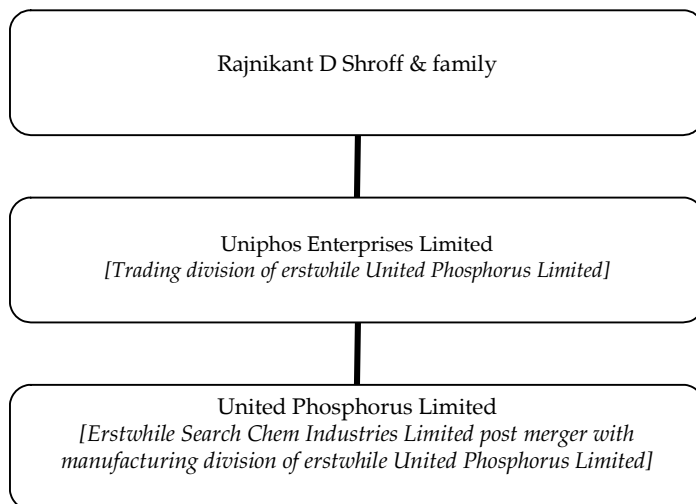 Rajnikant D Shroff & family
Uniphos Enterprises Limited
[Trading division of erstwhile United Phosphorus Limited]
United Phosphorus Limited
[Erstwhile Search Chem Industries Limited post merger with
manufacturing division of erstwhile United Phosphorus Limited]